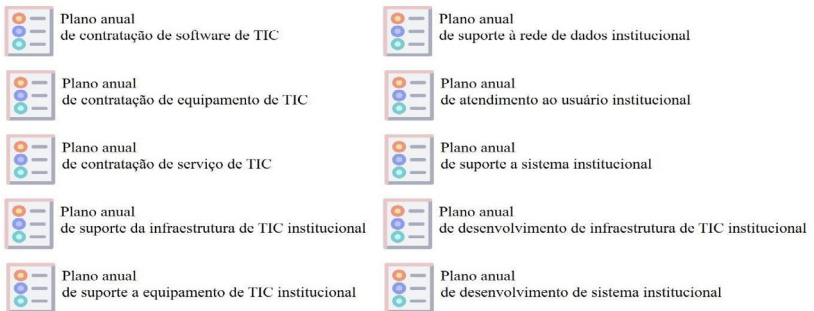 Plano anual
de contratação de software de TIC
Plano anual
de contratação de equipamento de TIC
Plano anual
de contratação de serviço de TIC
Plano anual
de suporte da infraestrutura de TIC institucional
Plano anual
de suporte a equipamento de TIC institucional
Plano anual
de suporte à rede de dados institucional
Plano anual
de atendimento ao usuário institucional
Plano anual
de suporte a sistema institucional
Plano anual
de desenvolvimento de infraestrutura de TIC institucional
Plano anual
de desenvolvimento de sistema institucional